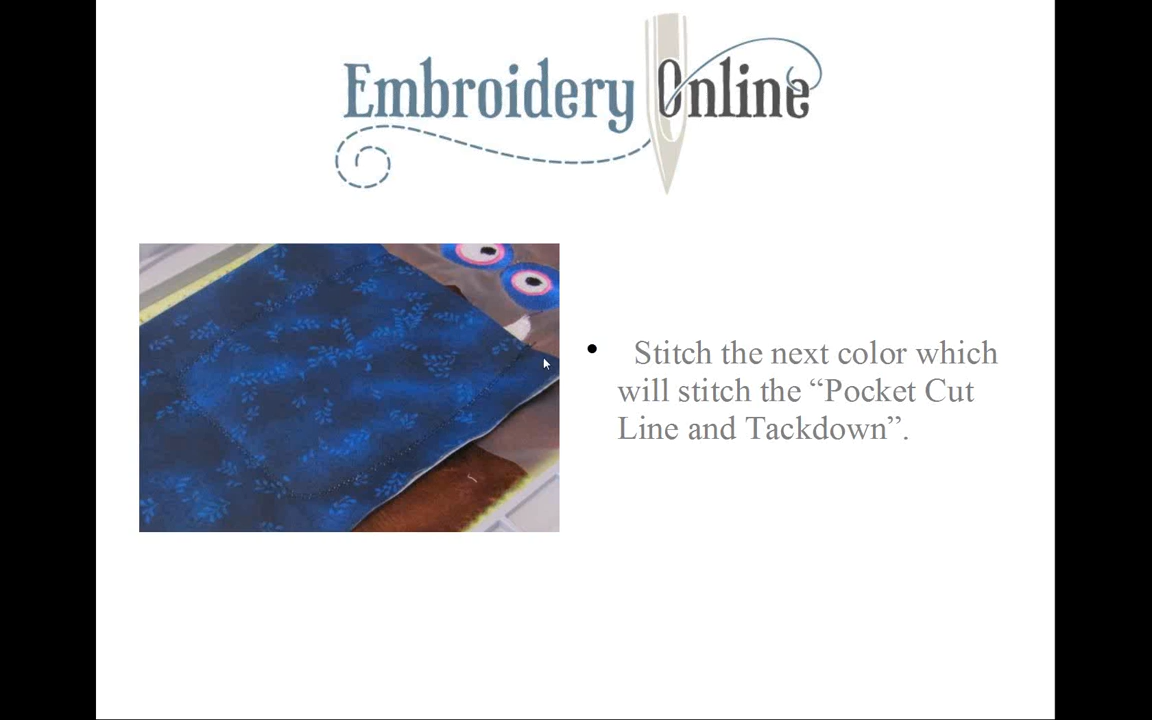 Embroidery Online
• Stitch the next color which
will stitch the “Pocket Cut
Line and Tackdown”.